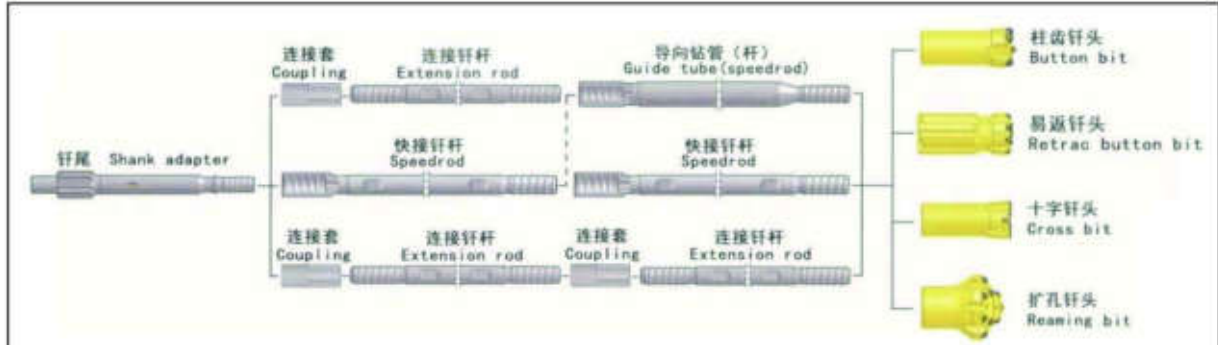 连接套
Coupling
连接钎杆
Extension rod
导向钻管（杆）
Guide tube(speedrod)
柱齿钎头
Button bit
易返钎头
Retrac button bit
钎尾 Shank adapter
快接钎杆
Speedrod
快接钎杆
Speedrod
十字钎头
Cross bit
连接套
Coupling
连接钎杆
Extension rod
连接套
Coupling
连接钎杆
Extension rod
扩孔钎头
Reaming bit